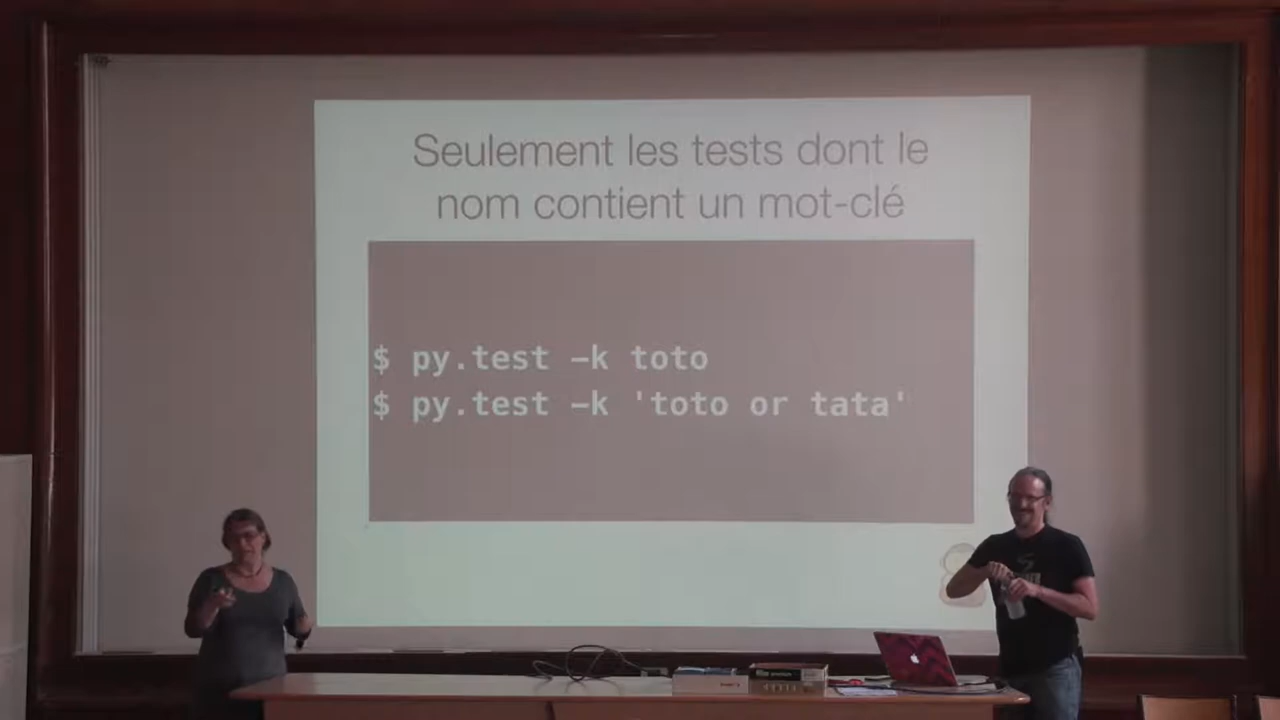 Seulement les tests dont le
nom contient un mot-clé
$ py.test -k toto
$ py.test -k 'toto or tata'